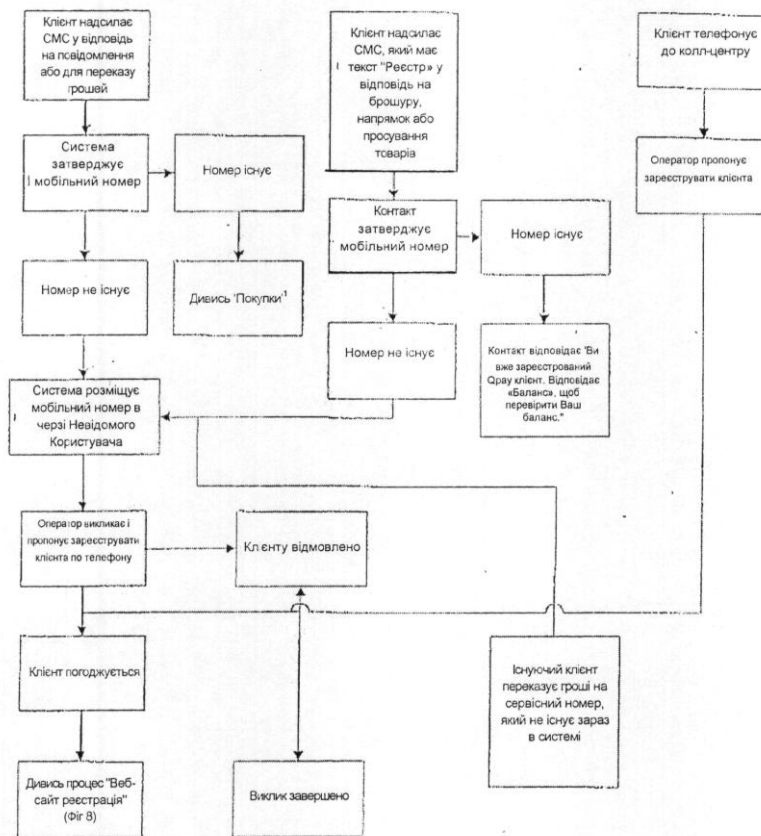 Клієнт надсилає
СМС у відповідь
на повідомлення
або для переказу
грошей
Клієнт надсилає
СМС, який має
текст "Реєстр» у
відповідь на
брошуру,
напрямок або
просування
товарів
Клієнт телефонує
до колл-центру
Система
затверджує
мобільний номер
Номер існує
Оператор пропонує
зареєструвати клієнта
Контакт
затверджує
мобільний номер
Номер існує
Номер не існує
Дивись 'Покупки'¹
Номер не існує
Контакт відповідає 'Ви
вже зареєстрований
Qpay клієнт. Відповідає
«Баланс», щоб
перевірити Ваш
баланс."
Система розміщує
мобільний номер в
черзі Невідомого
Користувача
Оператор викликає і
пропонує зареєструвати
клієнта по телефону
Клієнту відмовлено
Клієнт погоджується
Існуючий клієнт
переказує гроші на
сервісний номер,
який не існує зараз
в системі
Дивись процес "Веб-
сайт реєстрація"
(Фіг 8)
Виклик завершено